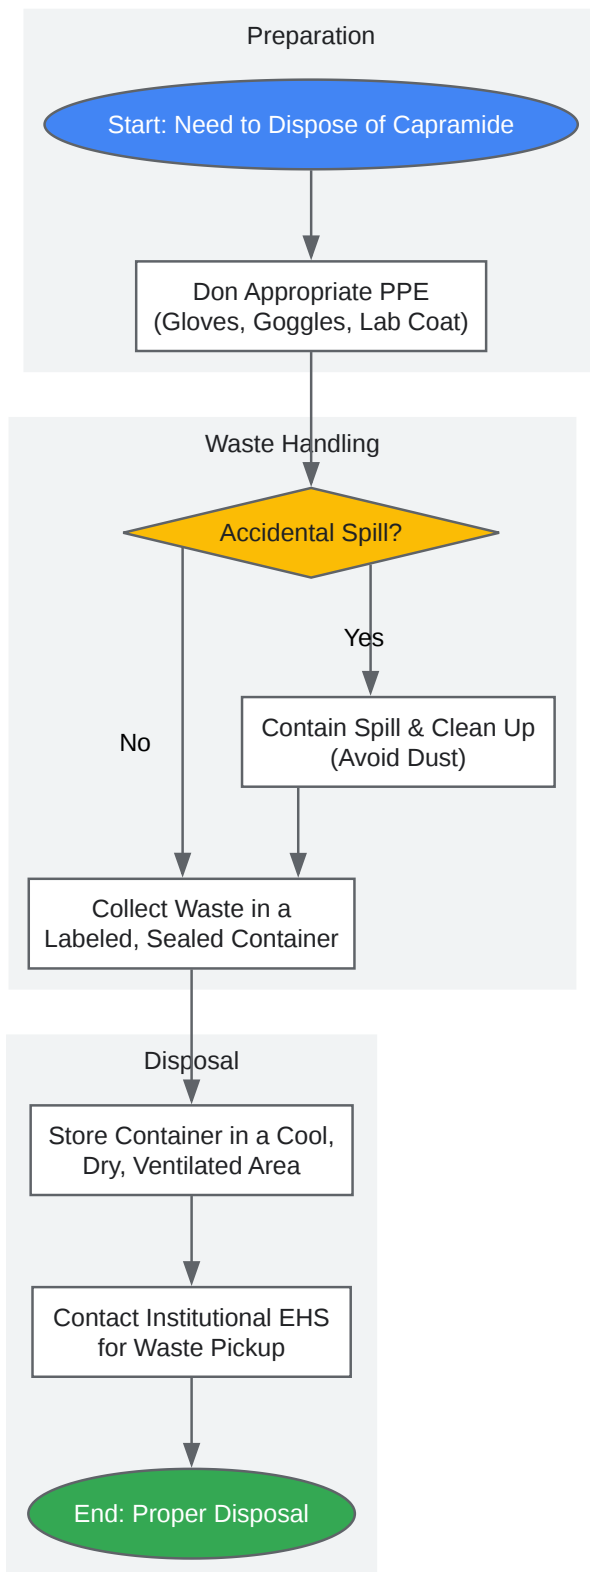 Preparation
Start: Need to Dispose of Capramide
Don Appropriate PPE
(Gloves, Goggles, Lab Coat)
Waste Handling
Accidental Spill?
Yes
Contain Spill & Clean Up
(Avoid Dust)
No
Collect Waste in a
Labeled, Sealed Container
Disposal
Store Container in a Cool,
Dry, Ventilated Area
Contact Institutional EHS
for Waste Pickup
End: Proper Disposal